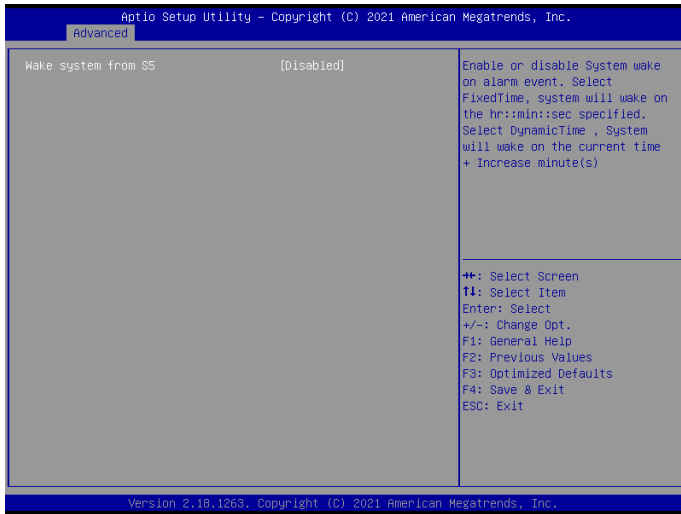 Aptio Setup Utility – Copyright (C) 2021 American Megatrends, Inc.
Advanced
Wake system from S5 [Disabled]
Enable or disable System wake
on alarm event. Select
FixedTime, system will wake on
the hr::min::sec specified.
Select DynamicTime , System
will wake on the current time
+ Increase minute(s)
→←: Select Screen
↑↓: Select Item
Enter: Select
+/-: Change Opt.
F1: General Help
F2: Previous Values
F3: Optimized Defaults
F4: Save & Exit
ESC: Exit
Version 2.18.1263. Copyright (C) 2021 American Megatrends, Inc.